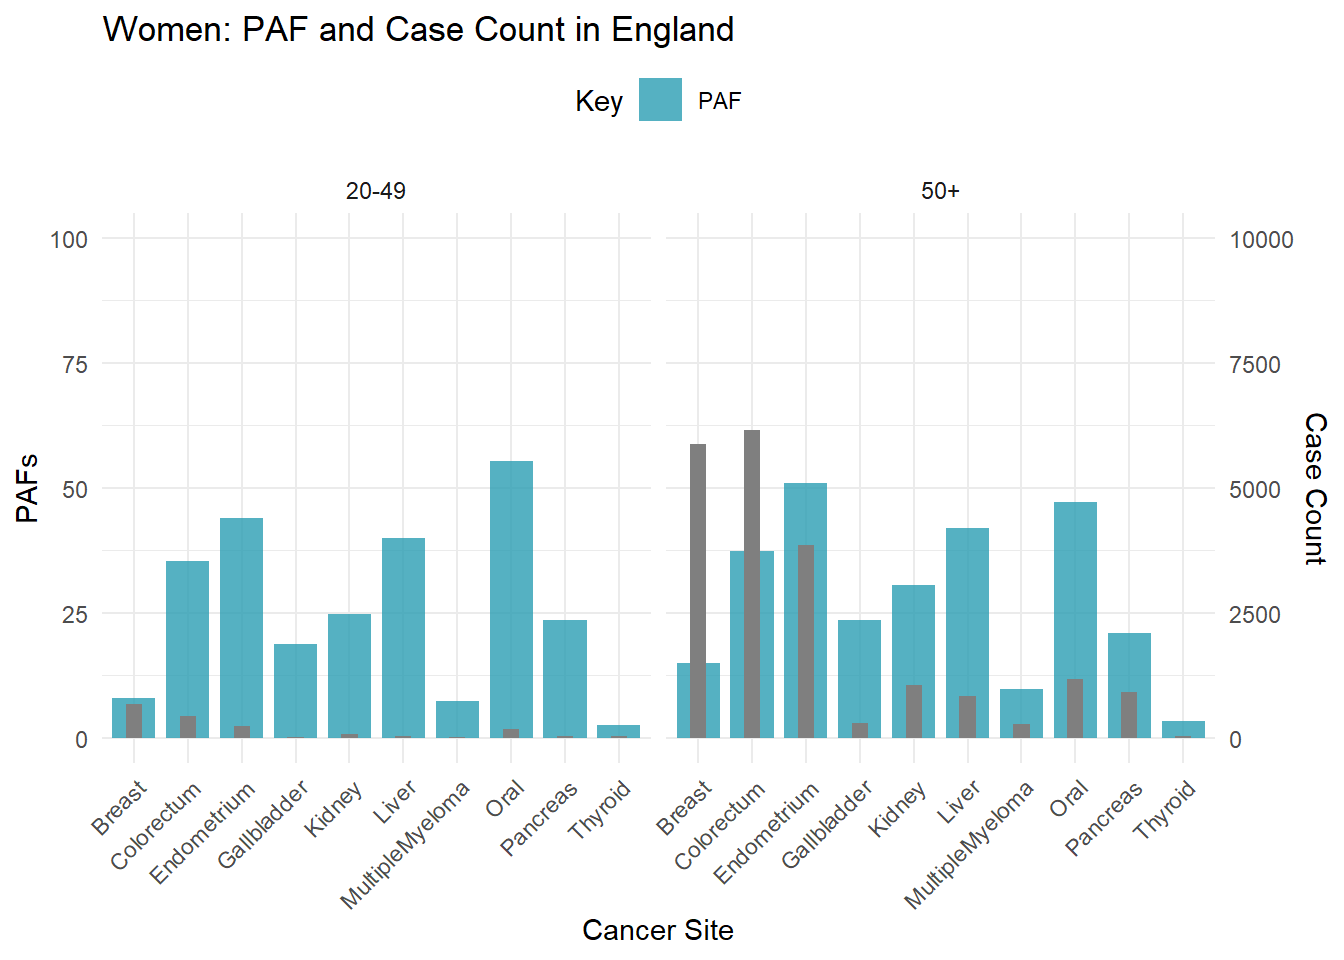 Women: PAF and Case Count in England
Key PAF
20-49 50+
100 10000
75 7500
50 5000
25 2500
0 0
PAFs
Case Count
Breast Colorectum Endometrium Gallbladder Kidney Liver MultipleMyeloma Oral Pancreas Thyroid Breast Colorectum Endometrium Gallbladder Kidney Liver MultipleMyeloma Oral Pancreas Thyroid
Cancer Site